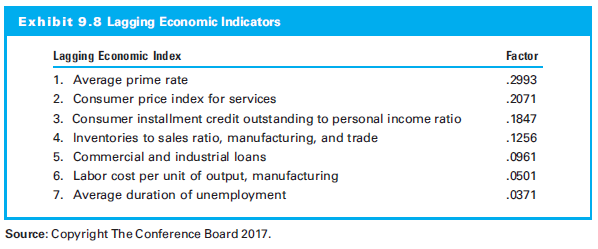 Exhibit 9.8 Lagging Economic Indicators
Lagging Economic Index Factor
1. Average prime rate .2993
2. Consumer price index for services .2071
3. Consumer installment credit outstanding to personal income ratio .1847
4. Inventories to sales ratio, manufacturing, and trade .1256
5. Commercial and industrial loans .0961
6. Labor cost per unit of output, manufacturing .0501
7. Average duration of unemployment .0371
Source: Copyright The Conference Board 2017.